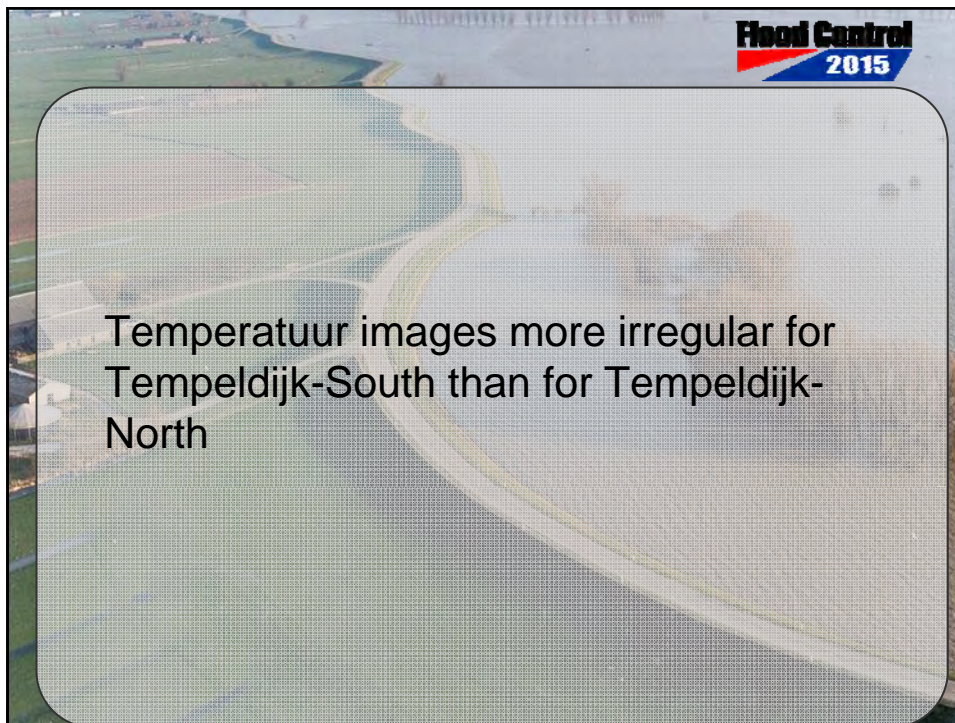 Flood Control
2015
Temperatuur images more irregular for
Tempeldijk-South than for Tempeldijk-
North